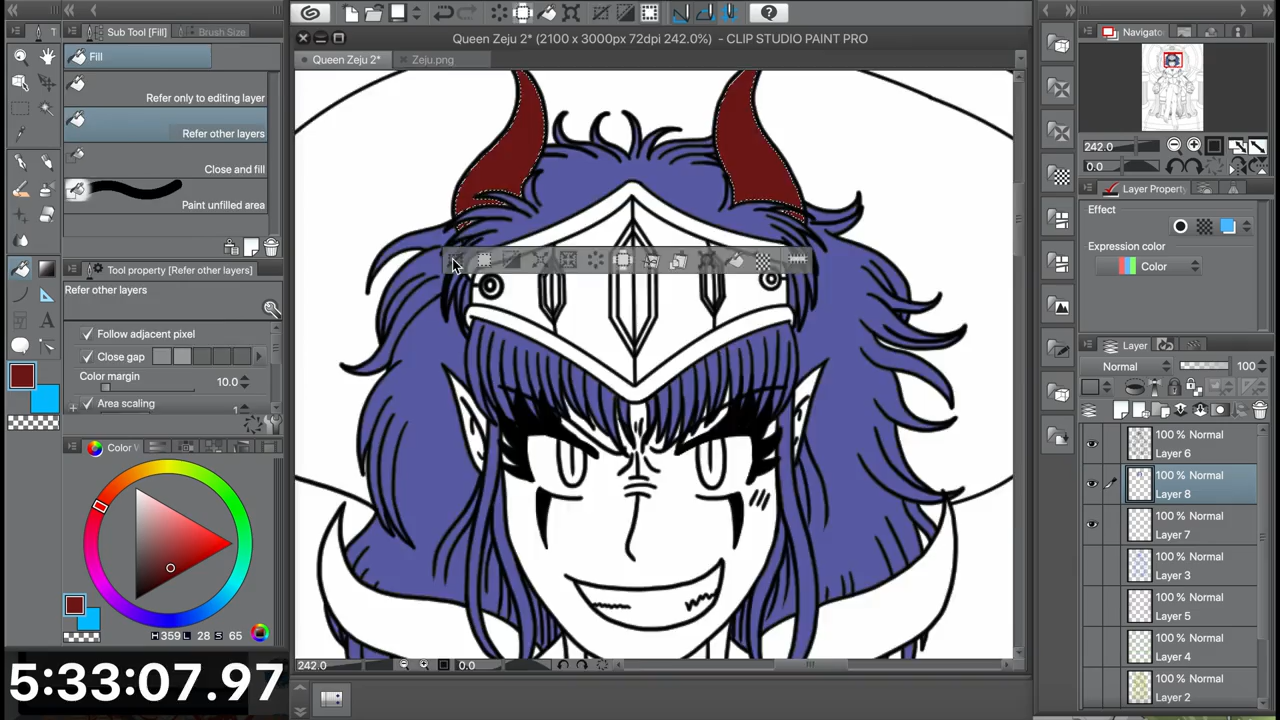 Queen Zeju 2* (2100 x 3000px 72dpi 242.0%) - CLIP STUDIO PAINT PRO
Sub Tool [Fill]
Brush Size
Fill
Refer only to editing layer
Refer other layers
Close and fill
Paint unfilled area
Tool property [Refer other layers]
Refer other layers
Follow adjacent pixel
Close gap
Color margin
10.0
Area scaling
1
Color
H 359 L 28 S 65
5:33:07.97
Queen Zeju 2*
Zeju.png
242.0
0.0
Navigator
242.0
0.0
Layer Property
Effect
Expression color
Color
Layer
Normal
100
100 % Normal
Layer 6
100 % Normal
Layer 8
100 % Normal
Layer 7
100 % Normal
Layer 3
100 % Normal
Layer 5
100 % Normal
Layer 4
100 % Normal
Layer 2